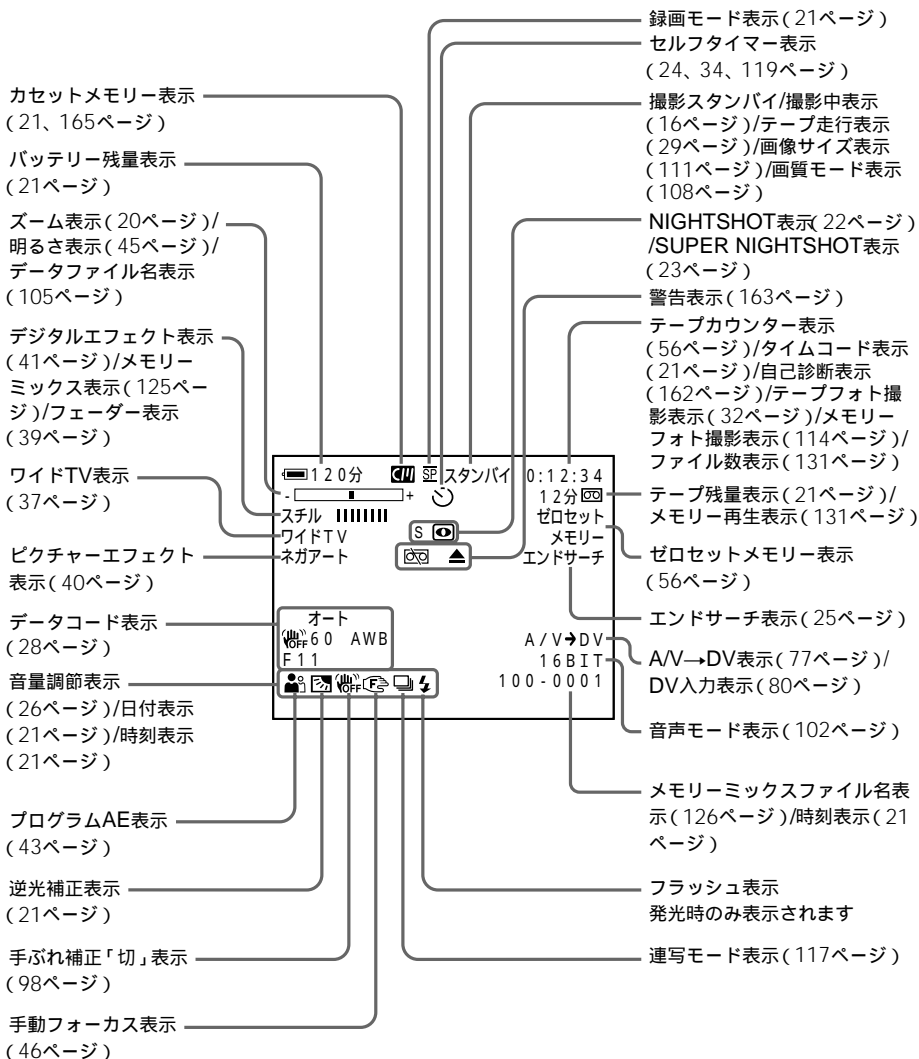 録画モード表示(21ページ)
セルフタイマー表示
(24、34、119ページ)
撮影スタンバイ/撮影中表示
(16ページ)/テープ走行表示
(29ページ)/画像サイズ表示
(111ページ)/画質モード表示
(108ページ)
NIGHTSHOT表示(22ページ)
/SUPER NIGHTSHOT表示
(23ページ)
警告表示(163ページ)
テープカウンター表示
(56ページ)/タイムコード表示
(21ページ)/自己診断表示
(162ページ)/テープフォト撮
影表示(32ページ)/メモリー
フォト撮影表示(114ページ)/
ファイル数表示(131ページ)
テープ残量表示(21ページ)/
メモリー再生表示(131ページ)
ゼロセットメモリー表示
(56ページ)
エンドサーチ表示(25ページ)
A/V→DV表示(77ページ)/
DV入力表示(80ページ)
音声モード表示(102ページ)
メモリーミックスファイル名表
示(126ページ)/時刻表示(21
ページ)
フラッシュ表示
発光時のみ表示されます
連写モード表示(117ページ)
カセットメモリー表示
(21、165ページ)
バッテリー残量表示
(21ページ)
ズーム表示(20ページ)/
明るさ表示(45ページ)/
データファイル名表示
(105ページ)
デジタルエフェクト表示
(41ページ)/メモリー
ミックス表示(125ペー
ジ)/フェーダー表示
(39ページ)
ワイドTV表示
(37ページ)
ピクチャーエフェクト
表示(40ページ)
データコード表示
(28ページ)
音量調節表示
(26ページ)/日付表示
(21ページ)/時刻表示
(21ページ)
プログラムAE表示
(43ページ)
逆光補正表示
(21ページ)
手ぶれ補正「切」表示
(98ページ)
手動フォーカス表示
(46ページ)
120分 SP スタンバイ 0:12:34
- + 12分
スチル ゼロセット
ワイドTV S メモリー
ネガアート エンドサーチ
オート
OFF 60 AWB A/V→DV
F11 16BIT
OFF F 100-0001